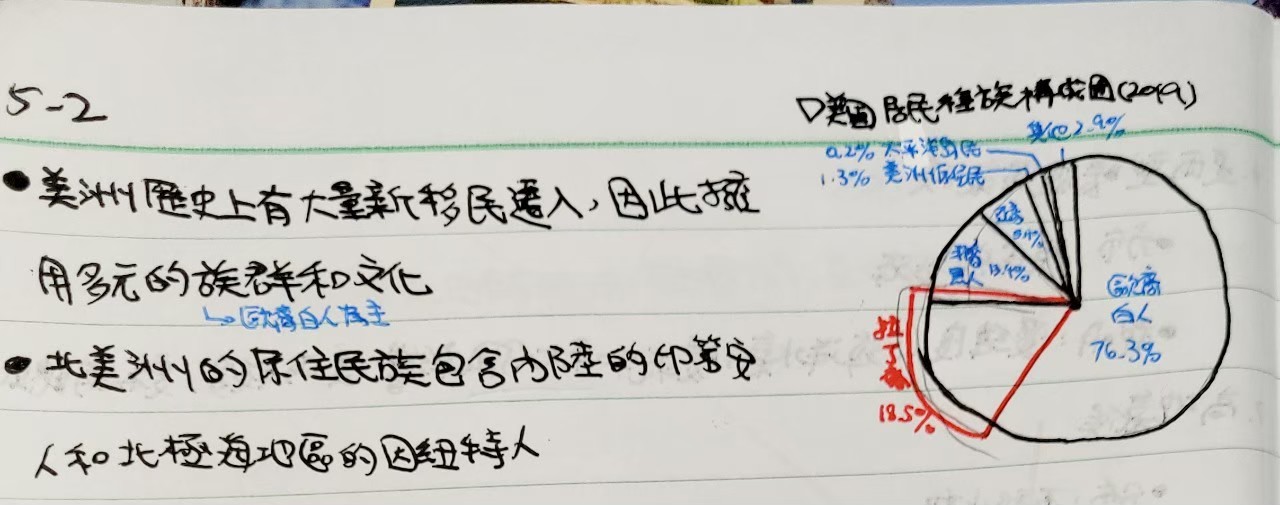 5-2
▷美國居民種族構成圖(2019)
其他2.9%
0.2% 太平洋島民
1.3% 美洲原住民
•美洲歷史上有大量新移民遷入,因此擁
用多元的族群和文化
↳歐裔白人為主
•北美洲的原住民族包含內陸的印第安
人和北極海地區的因紐特人
亞裔
5.9%
非裔
黑人 13.4%
歐裔
白人
76.3%
拉丁裔
18.5%